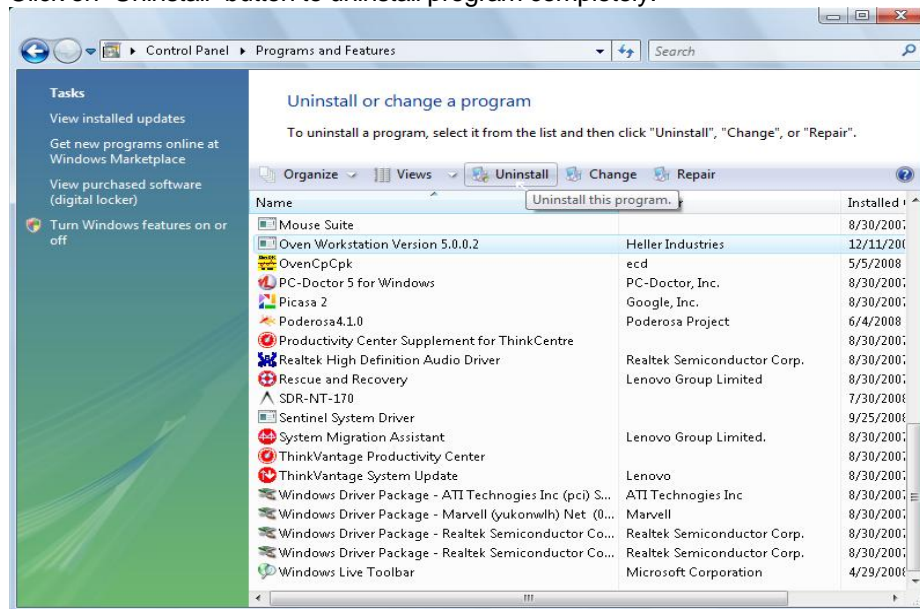 Click on "Uninstall" button to uninstall program completely.
Control Panel ▸ Programs and Features
Search
Tasks
View installed updates
Get new programs online at
Windows Marketplace
View purchased software
(digital locker)
Turn Windows features on or
off
Uninstall or change a program
To uninstall a program, select it from the list and then click "Uninstall", "Change", or "Repair".
Organize Views Uninstall Change Repair
Name Installed
Uninstall this program.
Mouse Suite 8/30/2007
Oven Workstation Version 5.0.0.2 Heller Industries 12/11/200
OvenCpCpk ecd 5/5/2008
PC-Doctor 5 for Windows PC-Doctor, Inc. 8/30/2007
Picasa 2 Google, Inc. 8/30/2007
Poderosa4.1.0 Poderosa Project 6/4/2008
Productivity Center Supplement for ThinkCentre 8/30/2007
Realtek High Definition Audio Driver Realtek Semiconductor Corp. 8/30/2007
Rescue and Recovery Lenovo Group Limited 8/30/2007
SDR-NT-170 7/30/2008
Sentinel System Driver 9/25/2008
System Migration Assistant Lenovo Group Limited. 8/30/2007
ThinkVantage Productivity Center 8/30/2007
ThinkVantage System Update Lenovo 8/30/2007
Windows Driver Package - ATI Technogies Inc (pci) S... ATI Technogies Inc 8/30/2007
Windows Driver Package - Marvell (yukonwlh) Net (0... Marvell 8/30/2007
Windows Driver Package - Realtek Semiconductor Co... Realtek Semiconductor Corp. 8/30/2007
Windows Driver Package - Realtek Semiconductor Co... Realtek Semiconductor Corp. 8/30/2007
Windows Live Toolbar Microsoft Corporation 4/29/2008